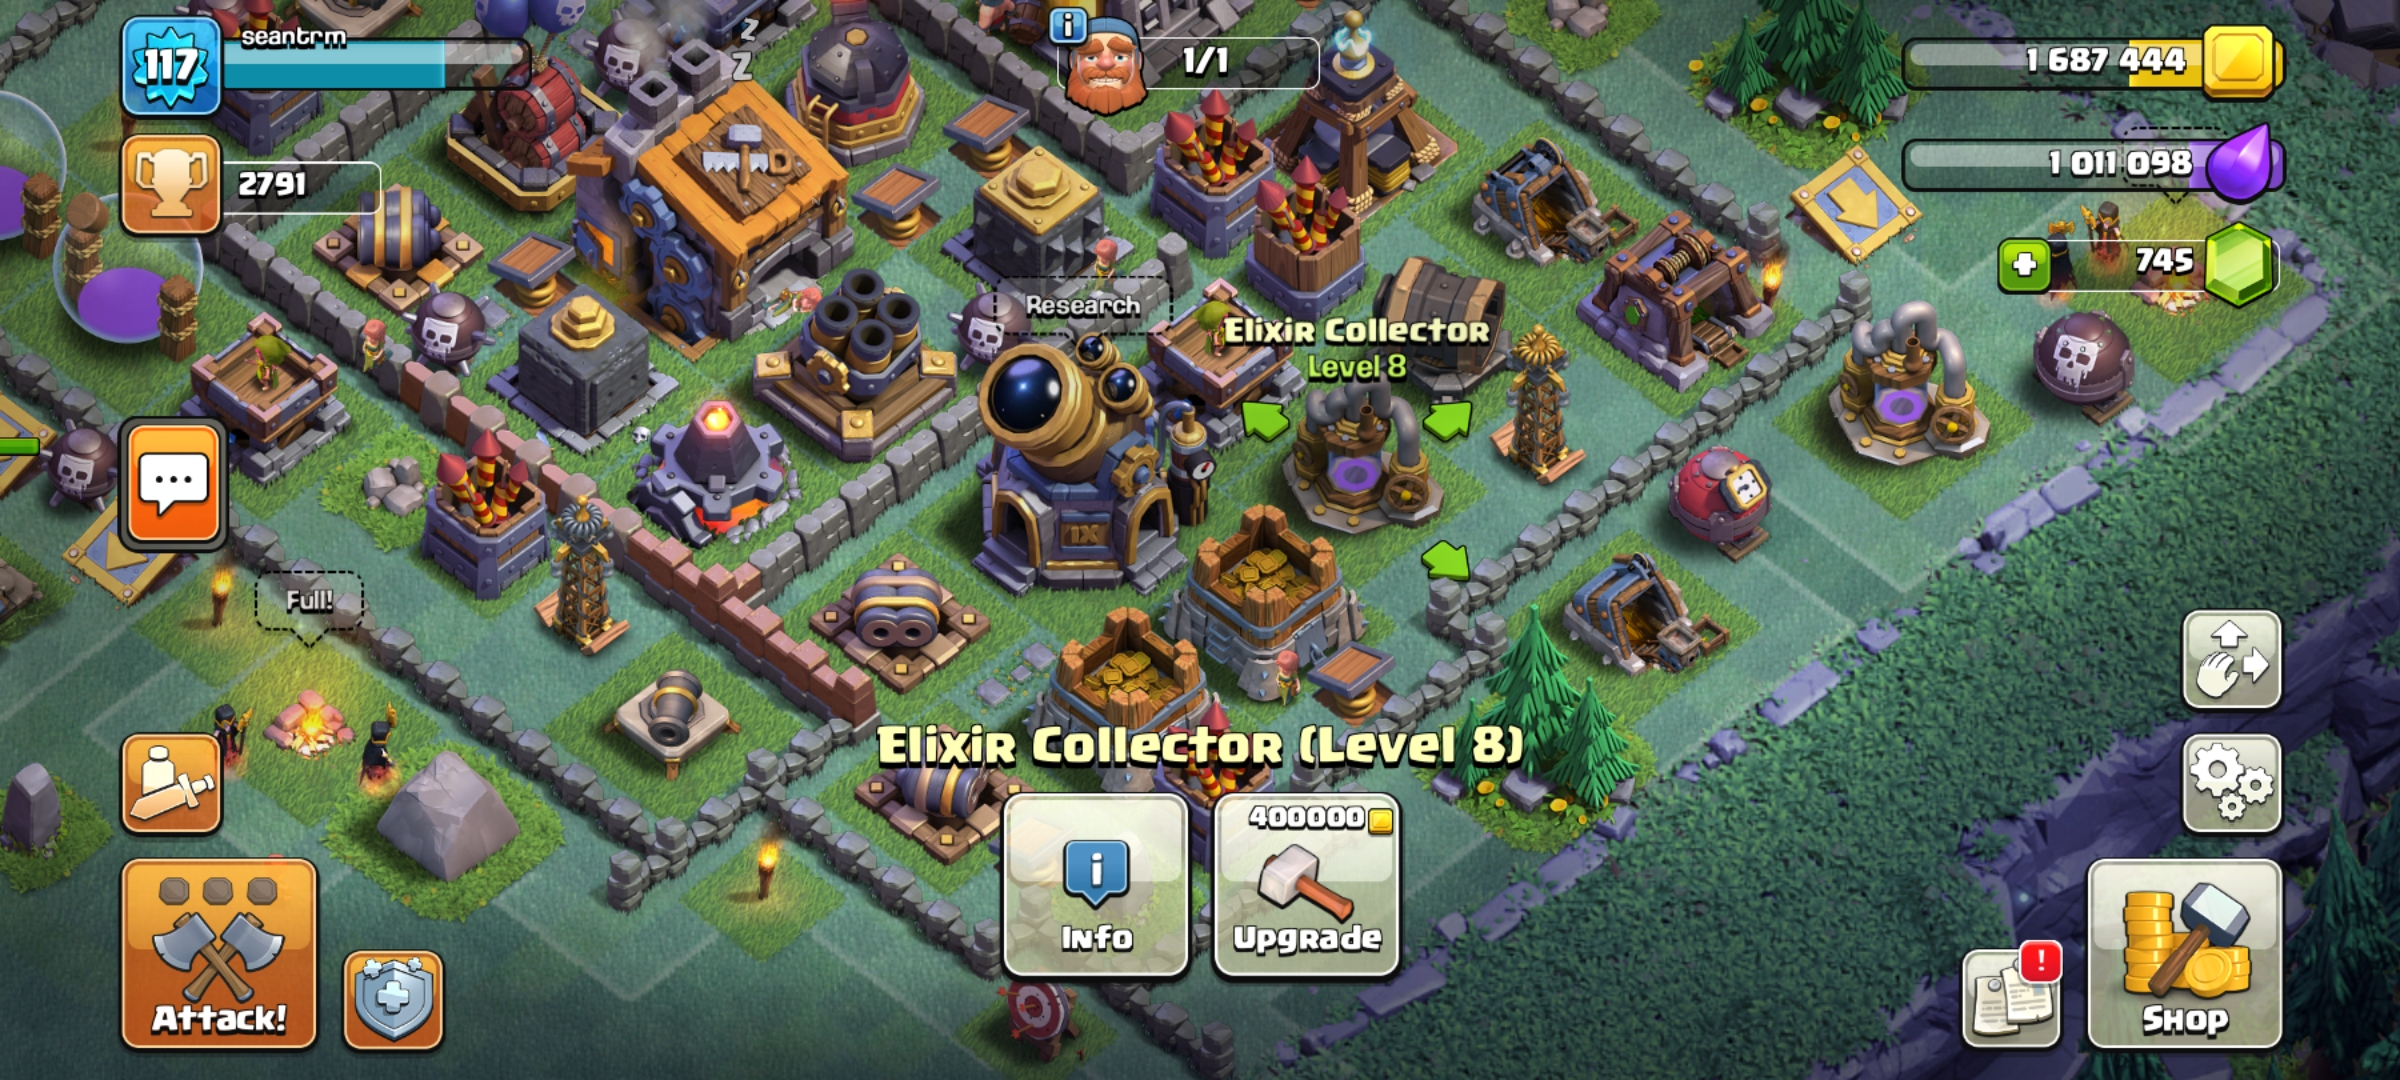 117
seantrm
1/1
1 687 444
2791
1 011 098
745
Research
Elixir Collector
Level 8
IX
Full!
Elixir Collector (Level 8)
400000
Info
Upgrade
Attack!
Shop
Z
Z
i
i
!